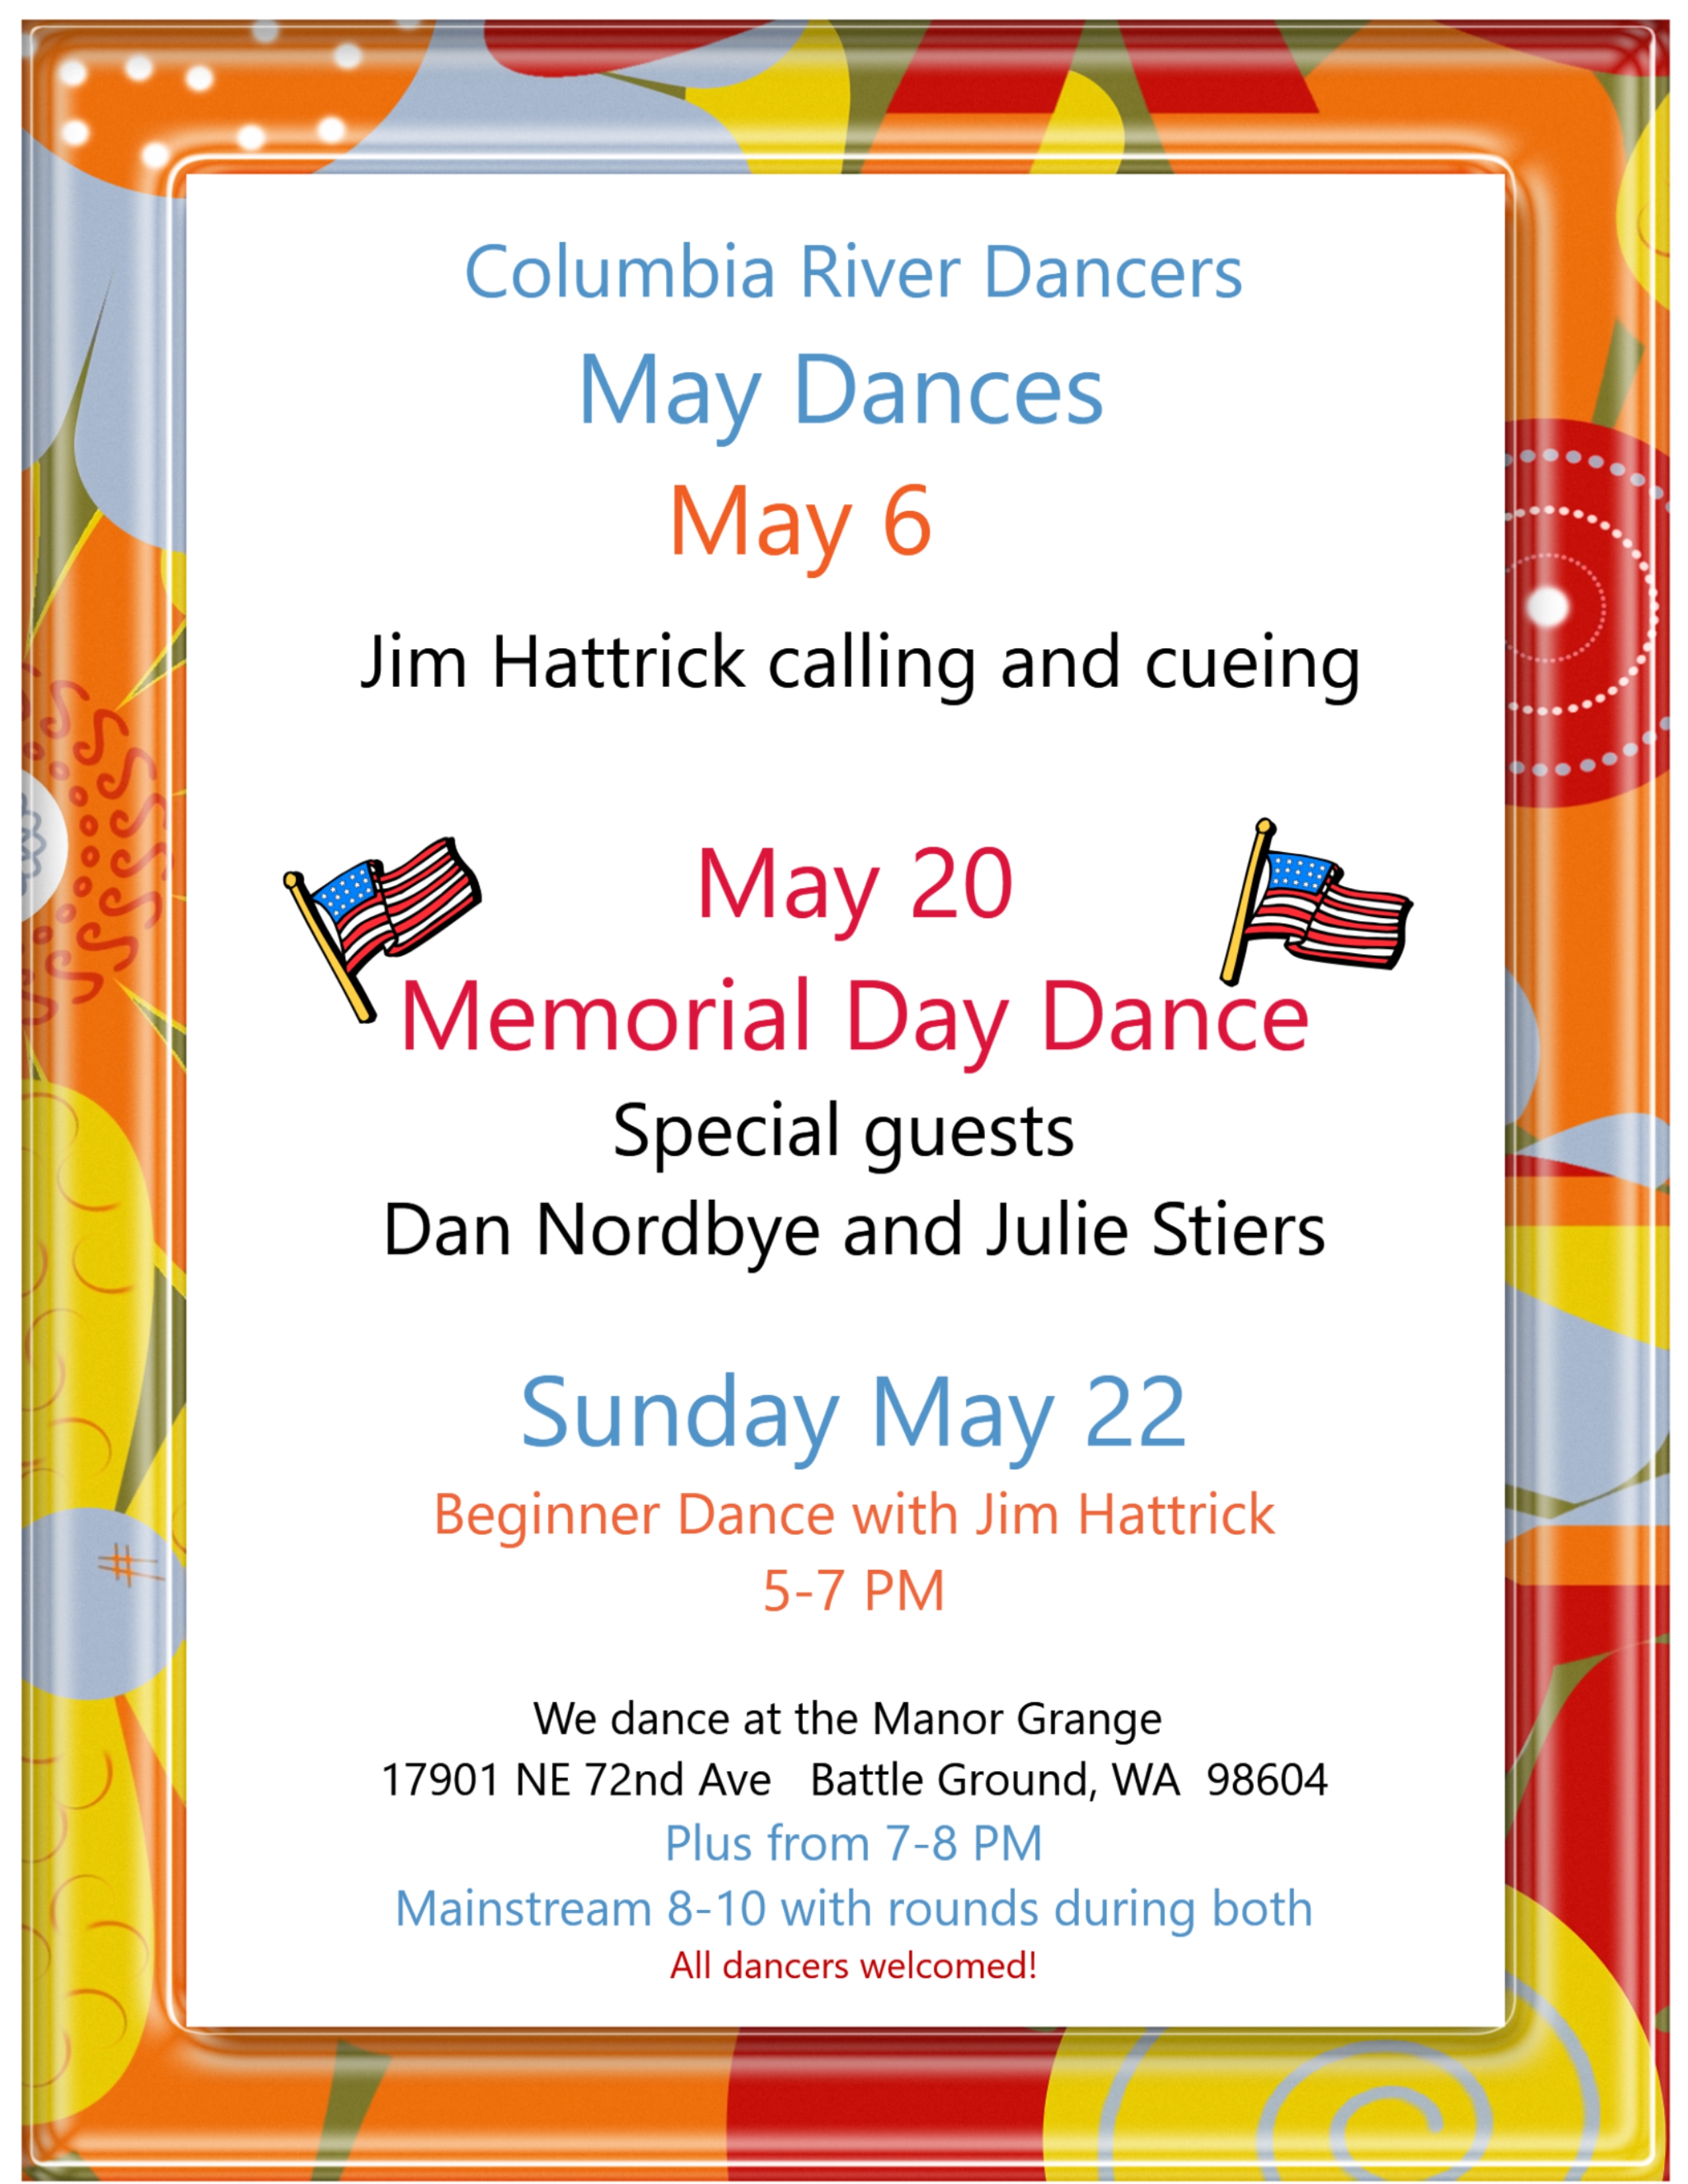 Columbia River Dancers
May Dances
May 6
Jim Hattrick calling and cueing
May 20
Memorial Day Dance
Special guests
Dan Nordbye and Julie Stiers
Sunday May 22
Beginner Dance with Jim Hattrick
5-7 PM
We dance at the Manor Grange
17901 NE 72nd Ave   Battle Ground, WA  98604
Plus from 7-8 PM
Mainstream 8-10 with rounds during both
All dancers welcomed!